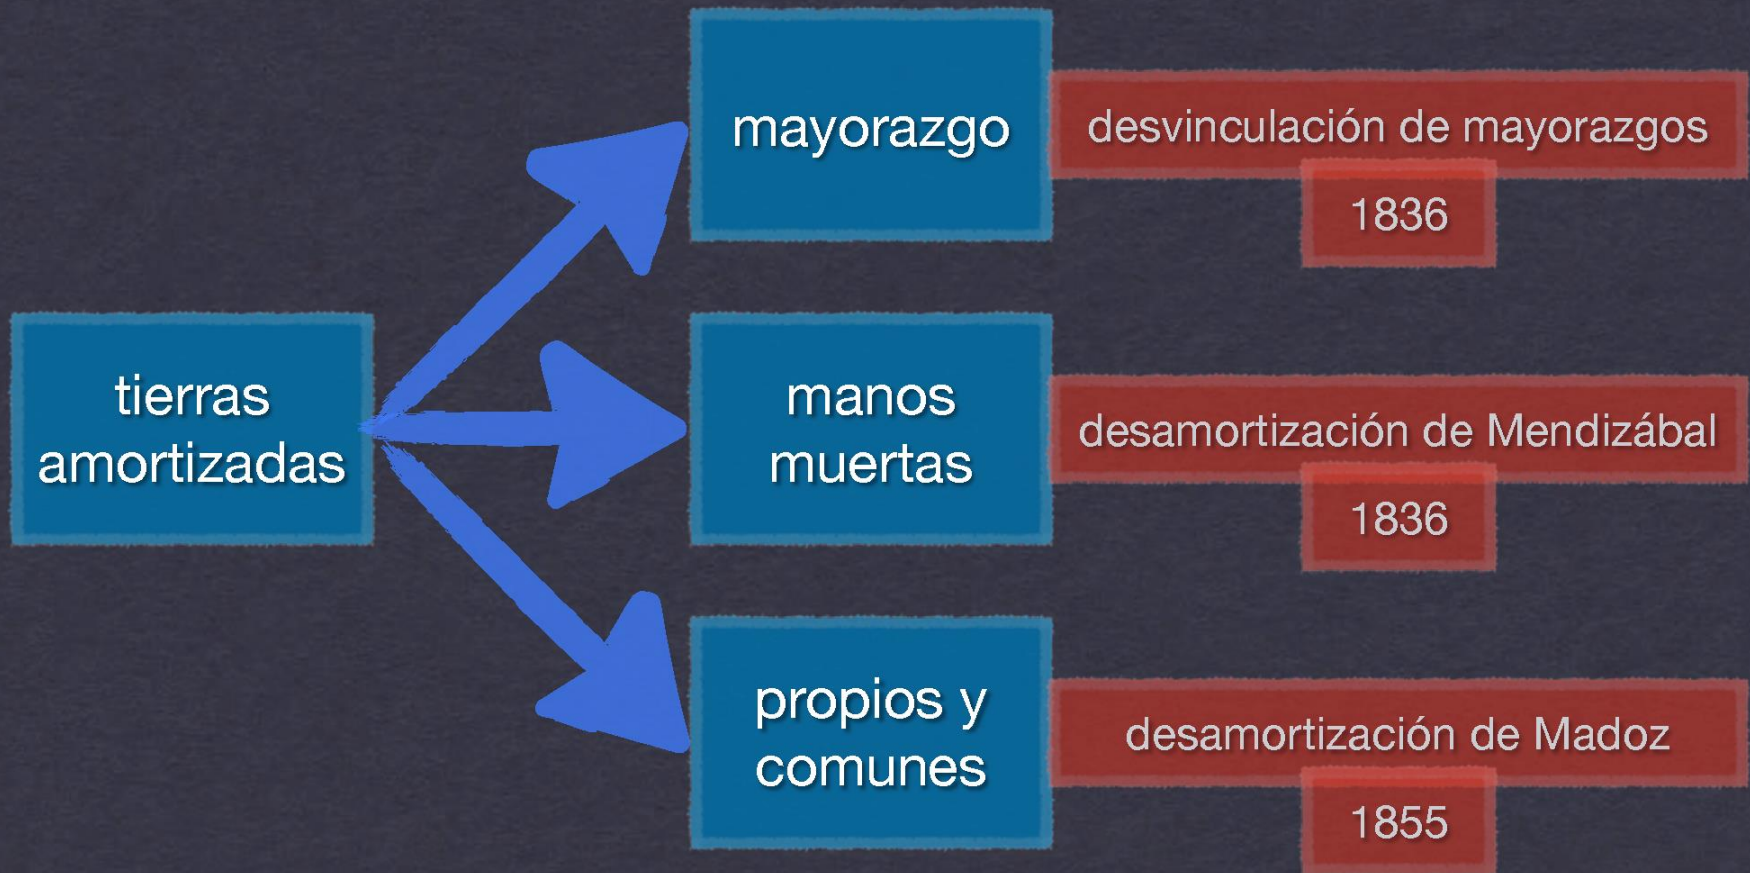 mayorazgo
desvinculación de mayorazgos
1836
tierras
amortizadas
manos
muertas
desamortización de Mendizábal
1836
propios y
comunes
desamortización de Madoz
1855